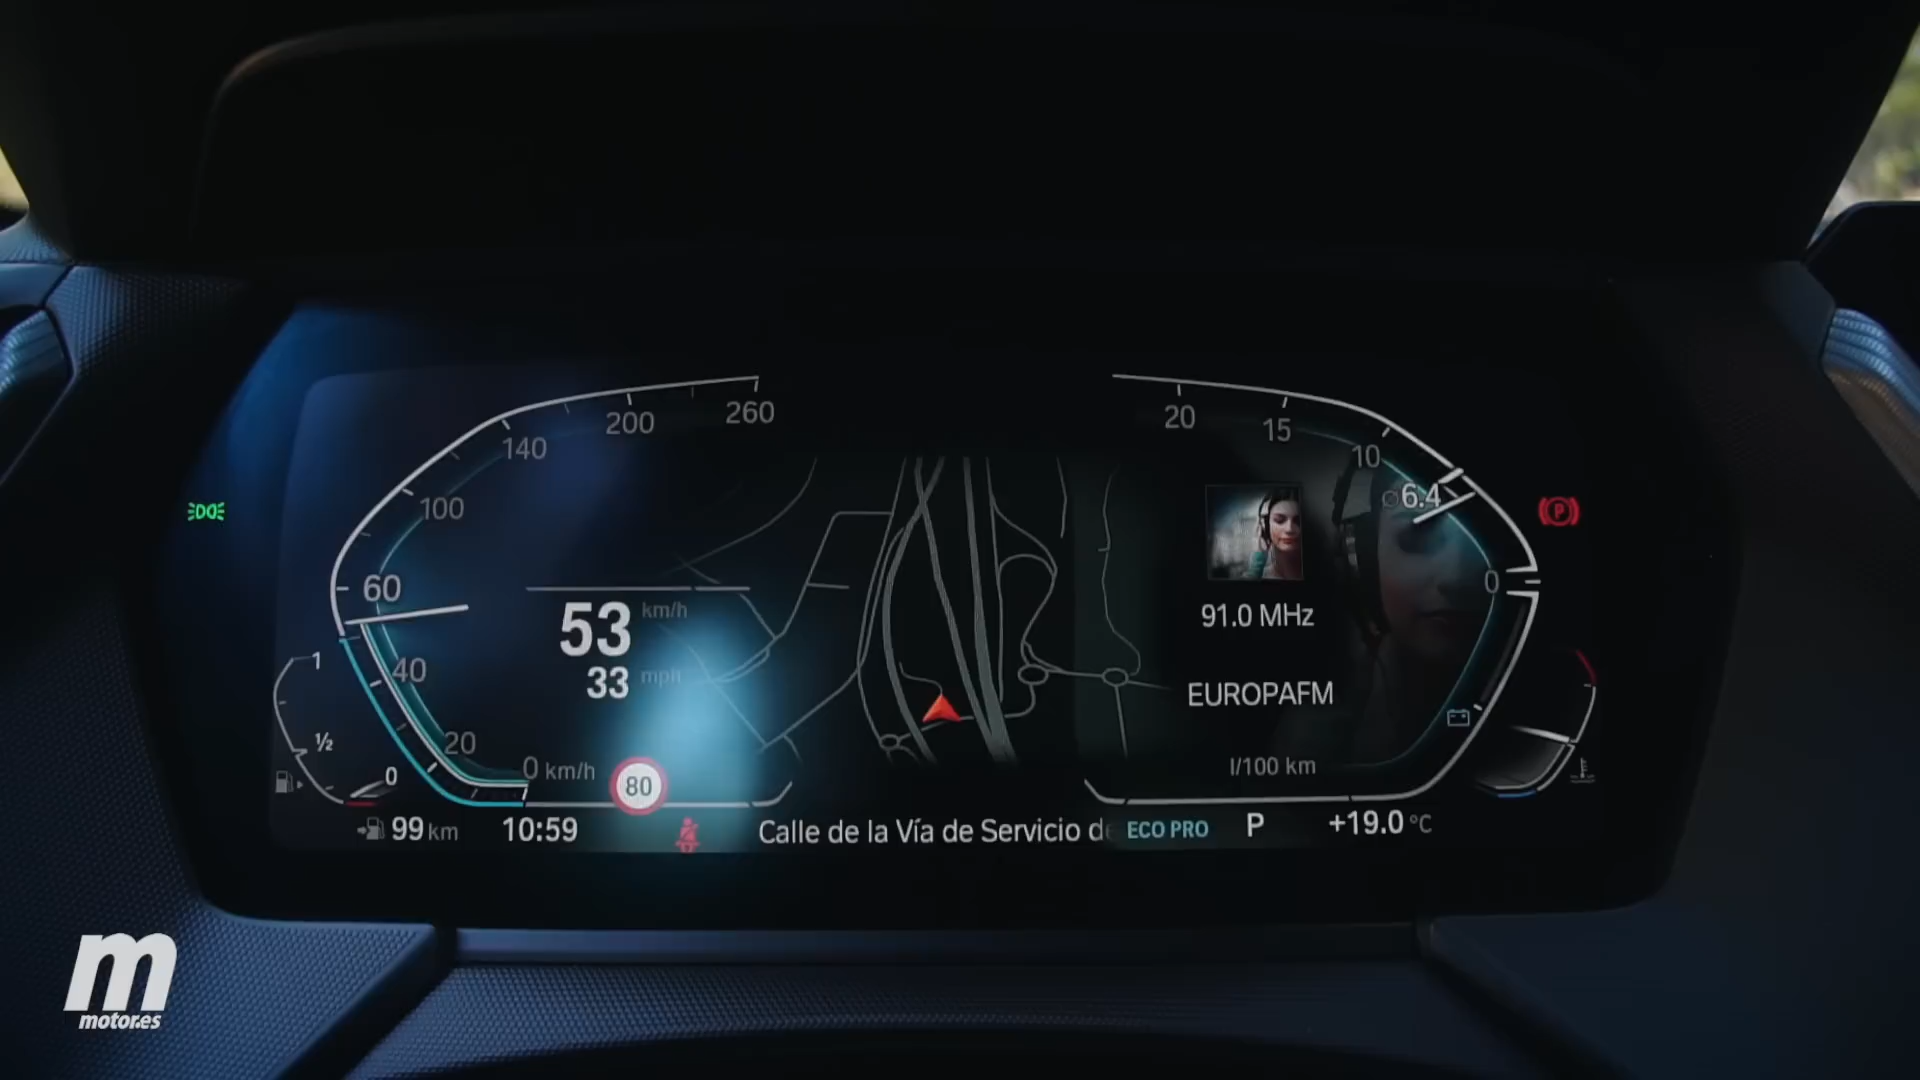 260
200
140
100
60
40
20
0 km/h
53 km/h
33 mph
80
1
1/2
0
99 km
10:59
Calle de la Vía de Servicio d
20
15
10
⌀6.4
0
91.0 MHz
EUROPAFM
l/100 km
ECO PRO
P
+19.0 °C
P
m
motor.es